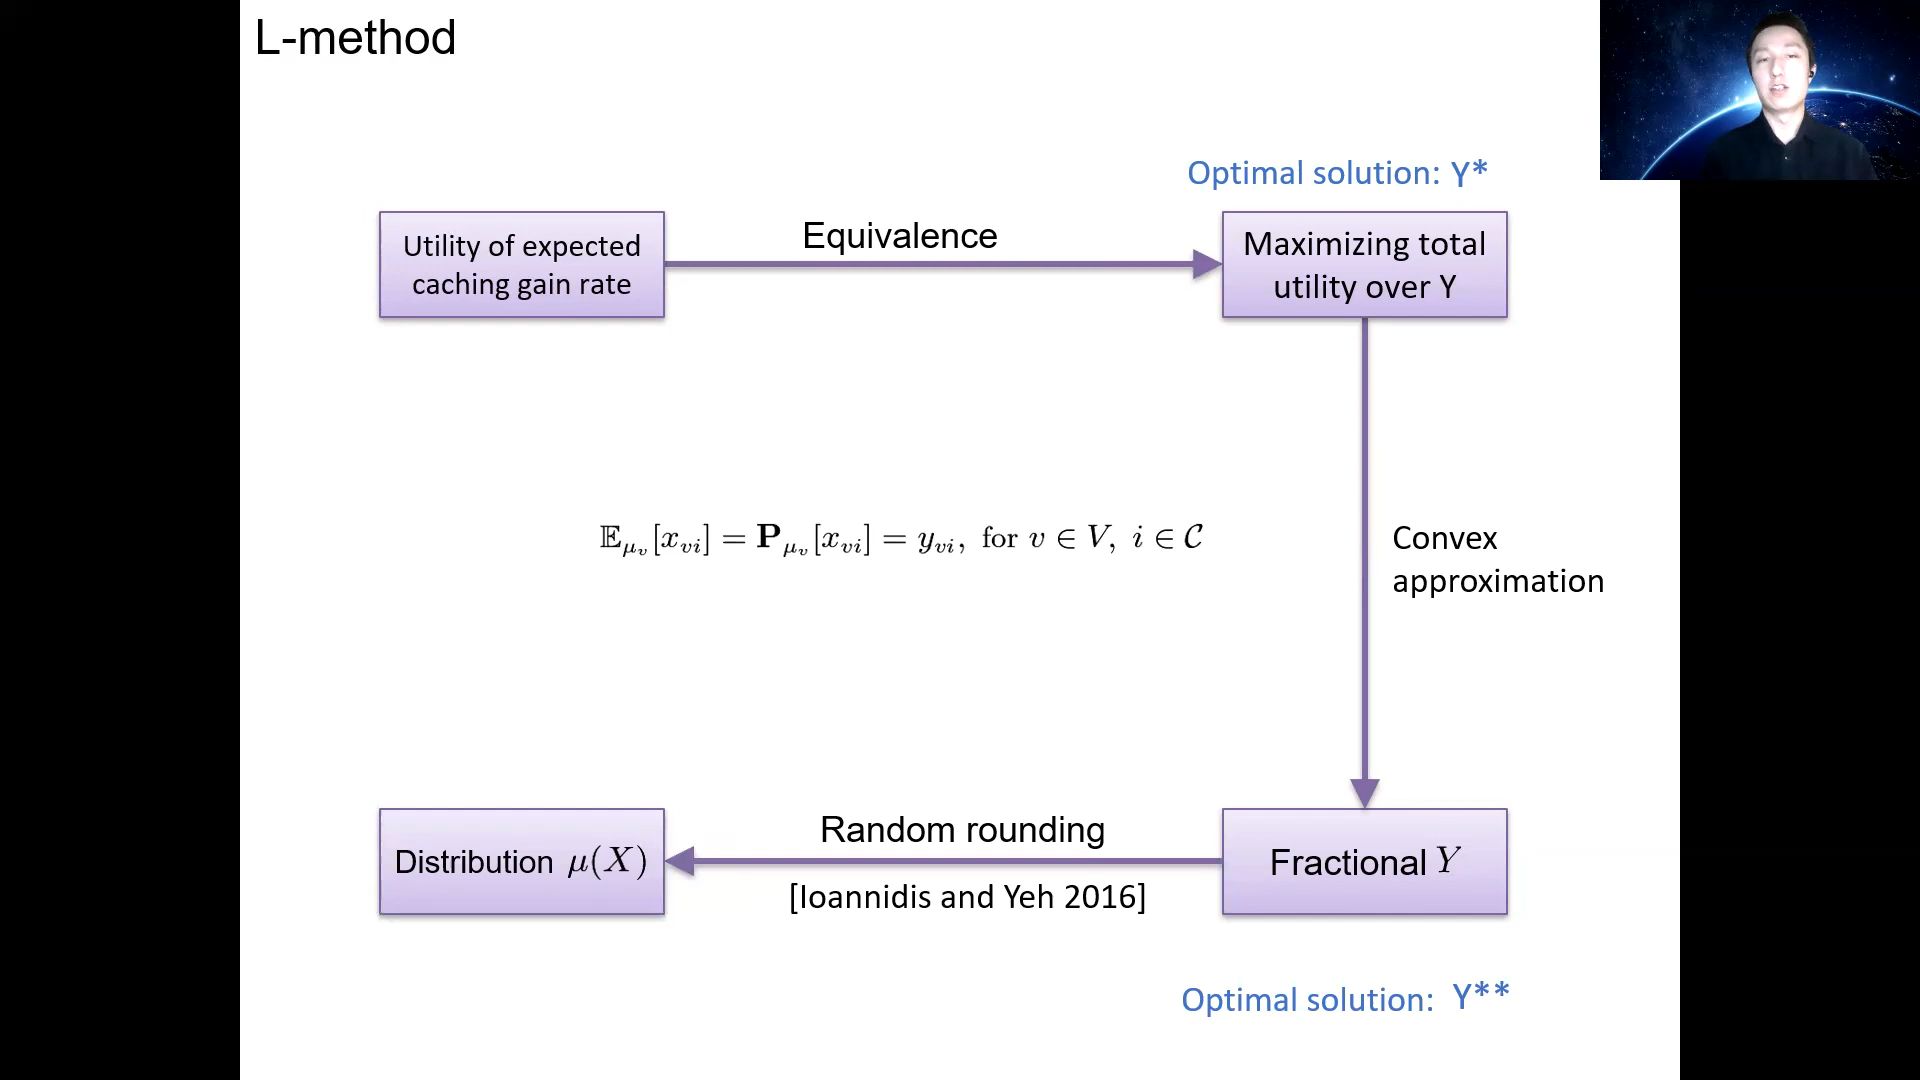 L-method
Optimal solution: Y*
Utility of expected
caching gain rate
Equivalence
Maximizing total
utility over Y
𝔼_{μ_v}[x_{vi}] = 𝐏_{μ_v}[x_{vi}] = y_{vi}, for v ∈ V, i ∈ 𝒞
Convex
approximation
Distribution μ(X)
Random rounding
[Ioannidis and Yeh 2016]
Fractional Y
Optimal solution: Y**